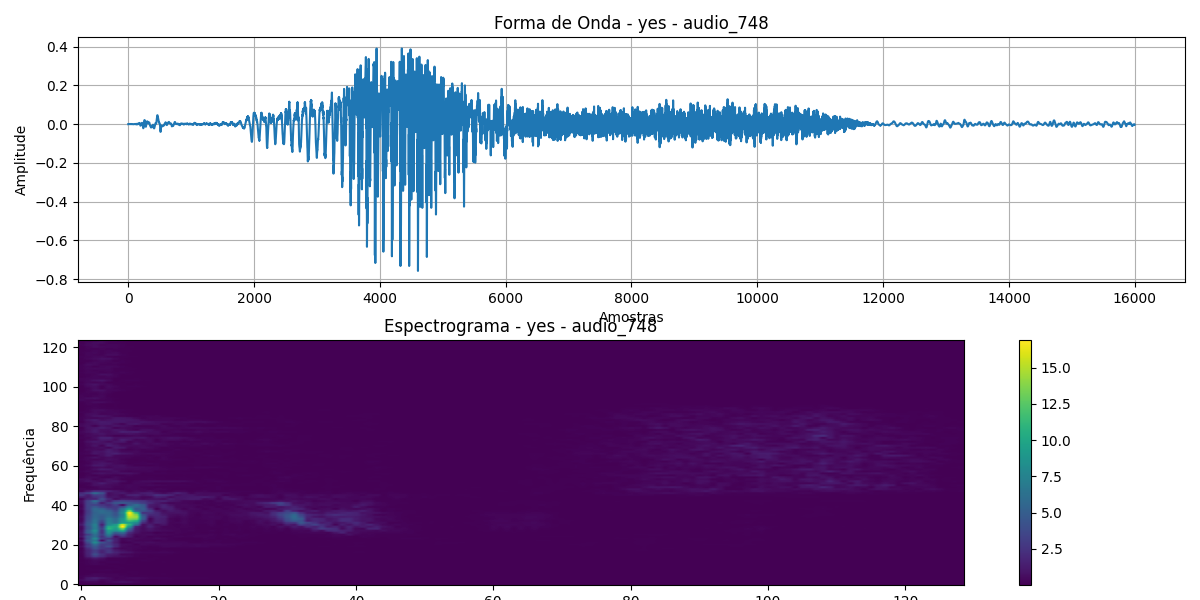 Forma de Onda - yes - audio_748
0.4
0.2
0.0
−0.2
−0.4
−0.6
−0.8
Amplitude
0 2000 4000 6000 8000 10000 12000 14000 16000
Amostras
Espectrograma - yes - audio_748
120
100
80
60
40
20
0
Frequência
15.0
12.5
10.0
7.5
5.0
2.5
0 20 40 60 80 100 120